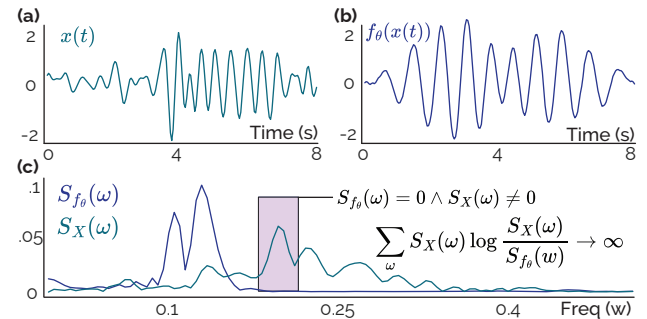 (a)
x(t)
2
0
-2
Time (s)
0 4 8
(b)
f_θ(x(t))
2
0
-2
Time (s)
0 4 8
(c)
.1
.05
0
S_{f_θ}(ω)
S_X(ω)
S_{f_θ}(ω) = 0 ∧ S_X(ω) ≠ 0
∑_ω S_X(ω) log S_X(ω)/S_{f_θ}(w) → ∞
0.1 0.25 0.4 Freq (w)